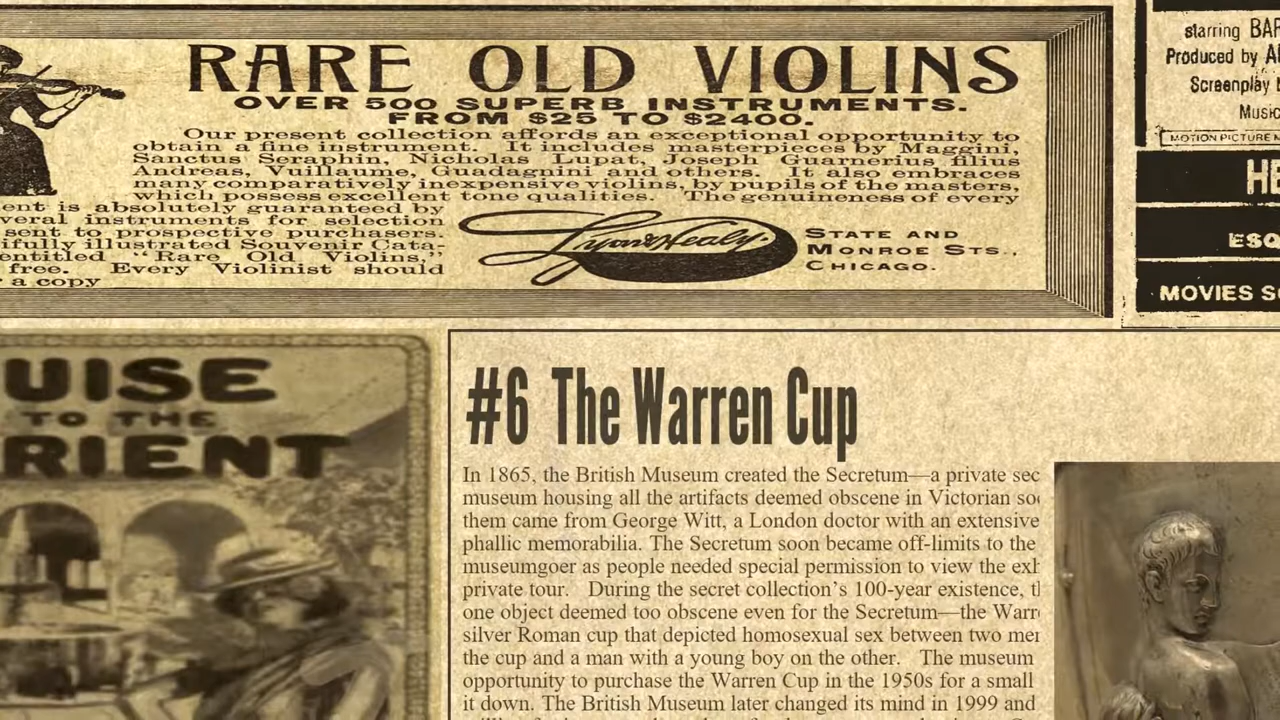 RARE OLD VIOLINS
OVER 500 SUPERB INSTRUMENTS.
FROM $25 TO $2400.
Our present collection affords an exceptional opportunity to
obtain a fine instrument. It includes masterpieces by Maggini,
Sanctus Seraphin, Nicholas Lupat, Joseph Guarnerius filius
Andreas, Vuillaume, Guadagnini and others. It also embraces
many comparatively inexpensive violins, by pupils of the masters,
which possess excellent tone qualities. The genuineness of every
ent is absolutely guaranteed by
veral instruments for selection
sent to prospective purchasers.
ifully illustrated Souvenir Cata-
entitled "Rare Old Violins,"
free. Every Violinist should
r a copy
Lyon & Healy.
STATE AND
MONROE STS.,
CHICAGO.
starring BAR
Produced by
Screenplay
Music
MOTION PICTURE
HE
ESQ
MOVIES
UISE
TO THE
RIENT
#6 The Warren Cup
In 1865, the British Museum created the Secretum—a private sec
museum housing all the artifacts deemed obscene in Victorian so
them came from George Witt, a London doctor with an extensive
phallic memorabilia. The Secretum soon became off-limits to the
museumgoer as people needed special permission to view the exh
private tour. During the secret collection's 100-year existence, t
one object deemed too obscene even for the Secretum—the Warr
silver Roman cup that depicted homosexual sex between two men
the cup and a man with a young boy on the other. The museum
opportunity to purchase the Warren Cup in the 1950s for a small
it down. The British Museum later changed its mind in 1999 and